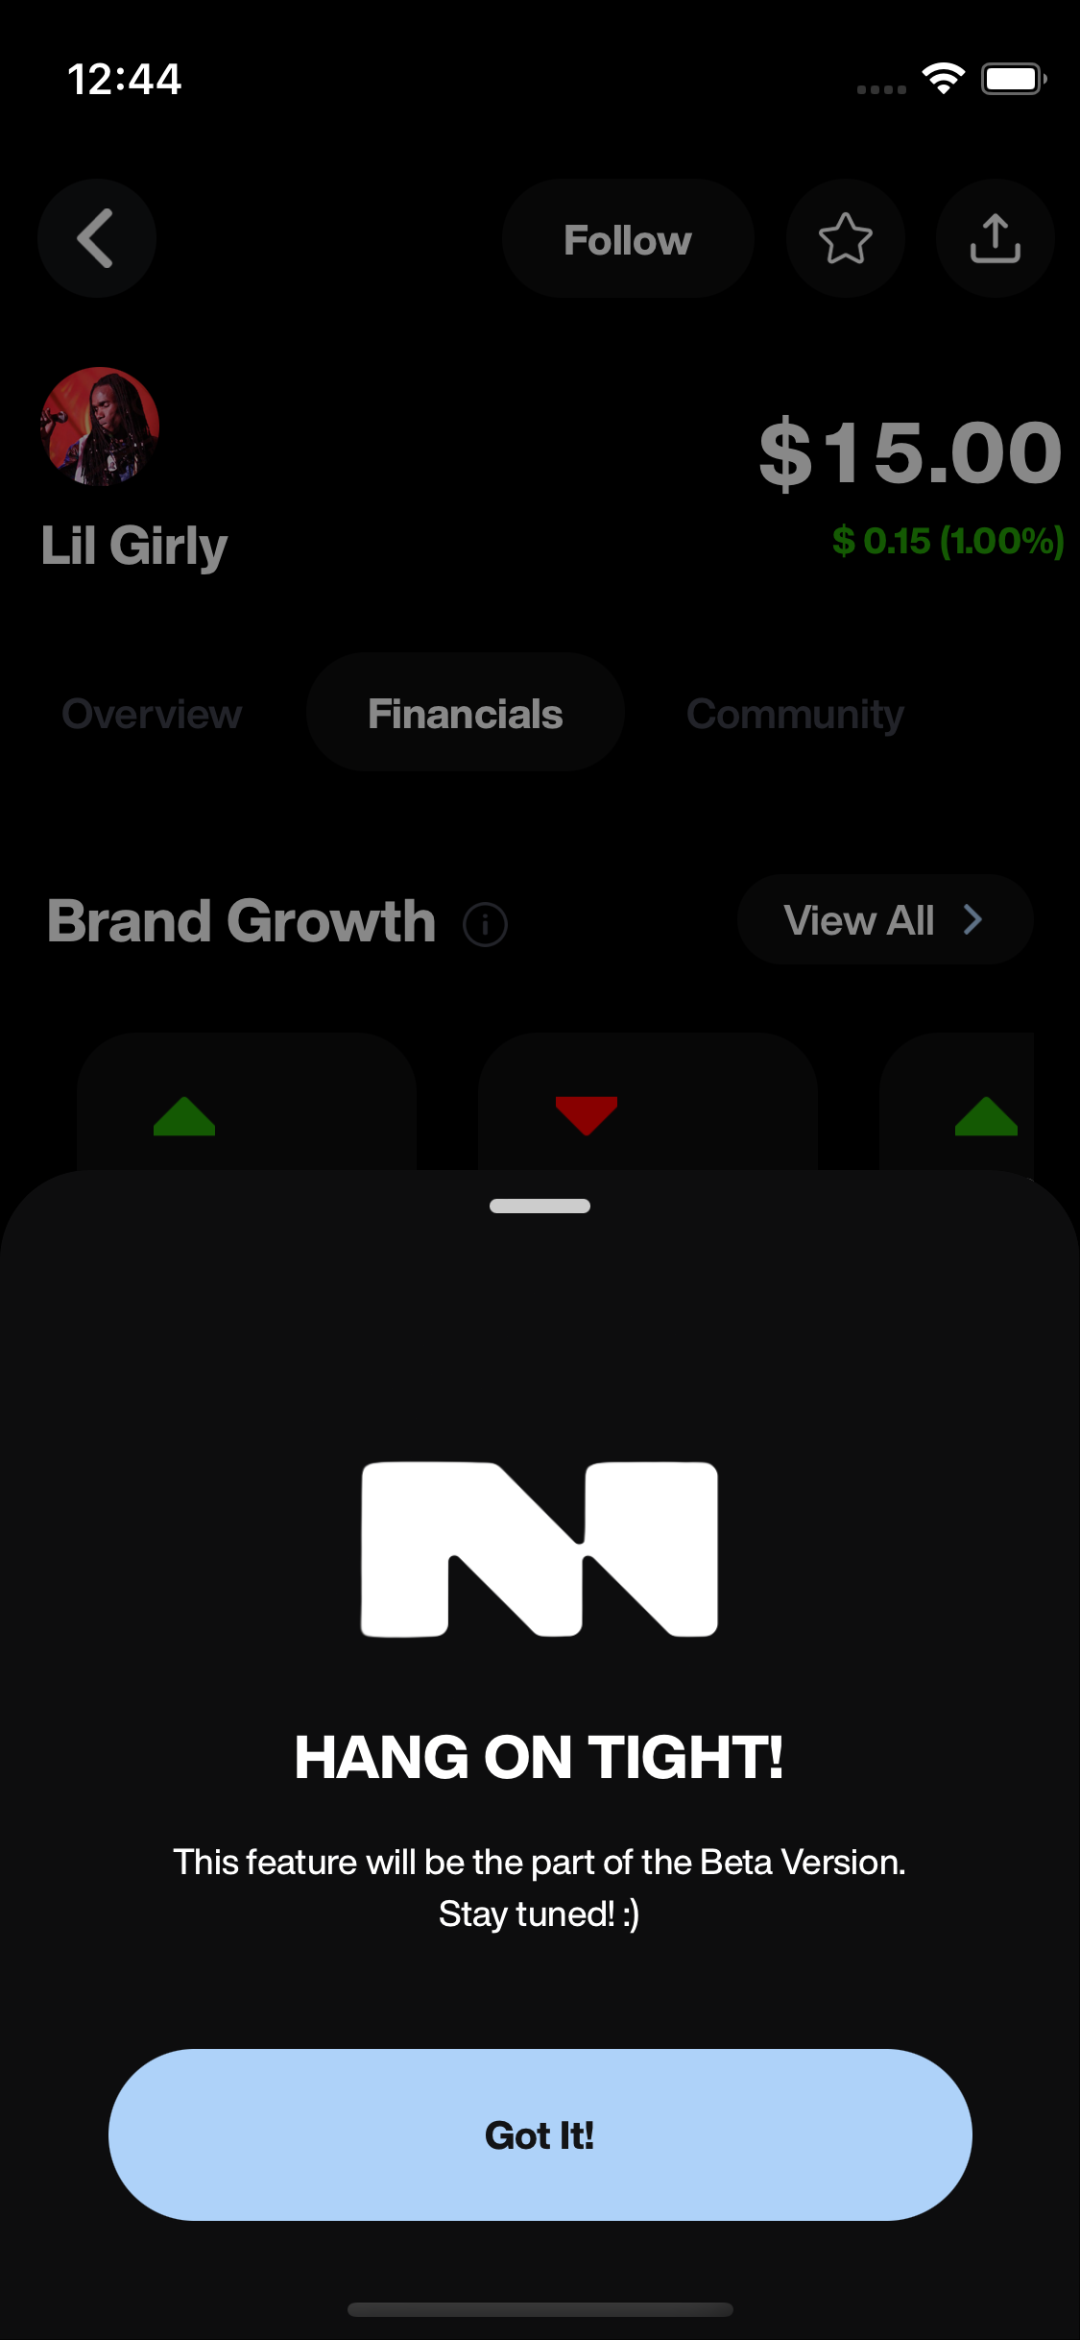 12:44
Follow
$15.00
Lil Girly
$ 0.15 (1.00%)
Overview
Financials
Community
Brand Growth
View All
HANG ON TIGHT!
This feature will be the part of the Beta Version.
Stay tuned! :)
Got It!